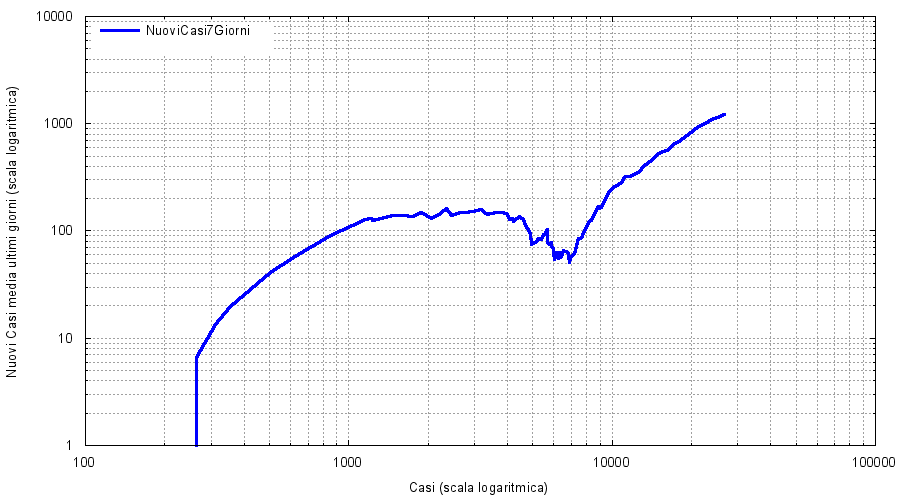 10000
NuoviCasi7Giorni
1000
100
10
1
Nuovi Casi media ultimi giorni (scala logaritmica)
100 1000 10000 100000
Casi (scala logaritmica)